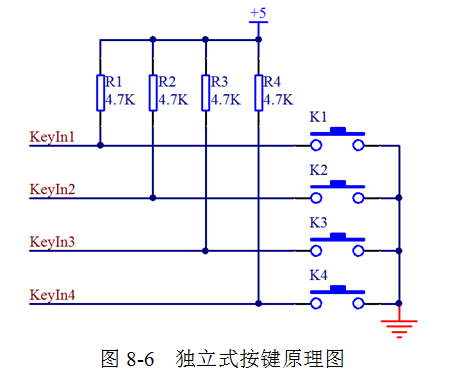 +5
R1 R2 R3 R4
4.7K 4.7K 4.7K 4.7K
K1
KeyIn1
K2
KeyIn2
K3
KeyIn3
K4
KeyIn4
图 8-6 独立式按键原理图